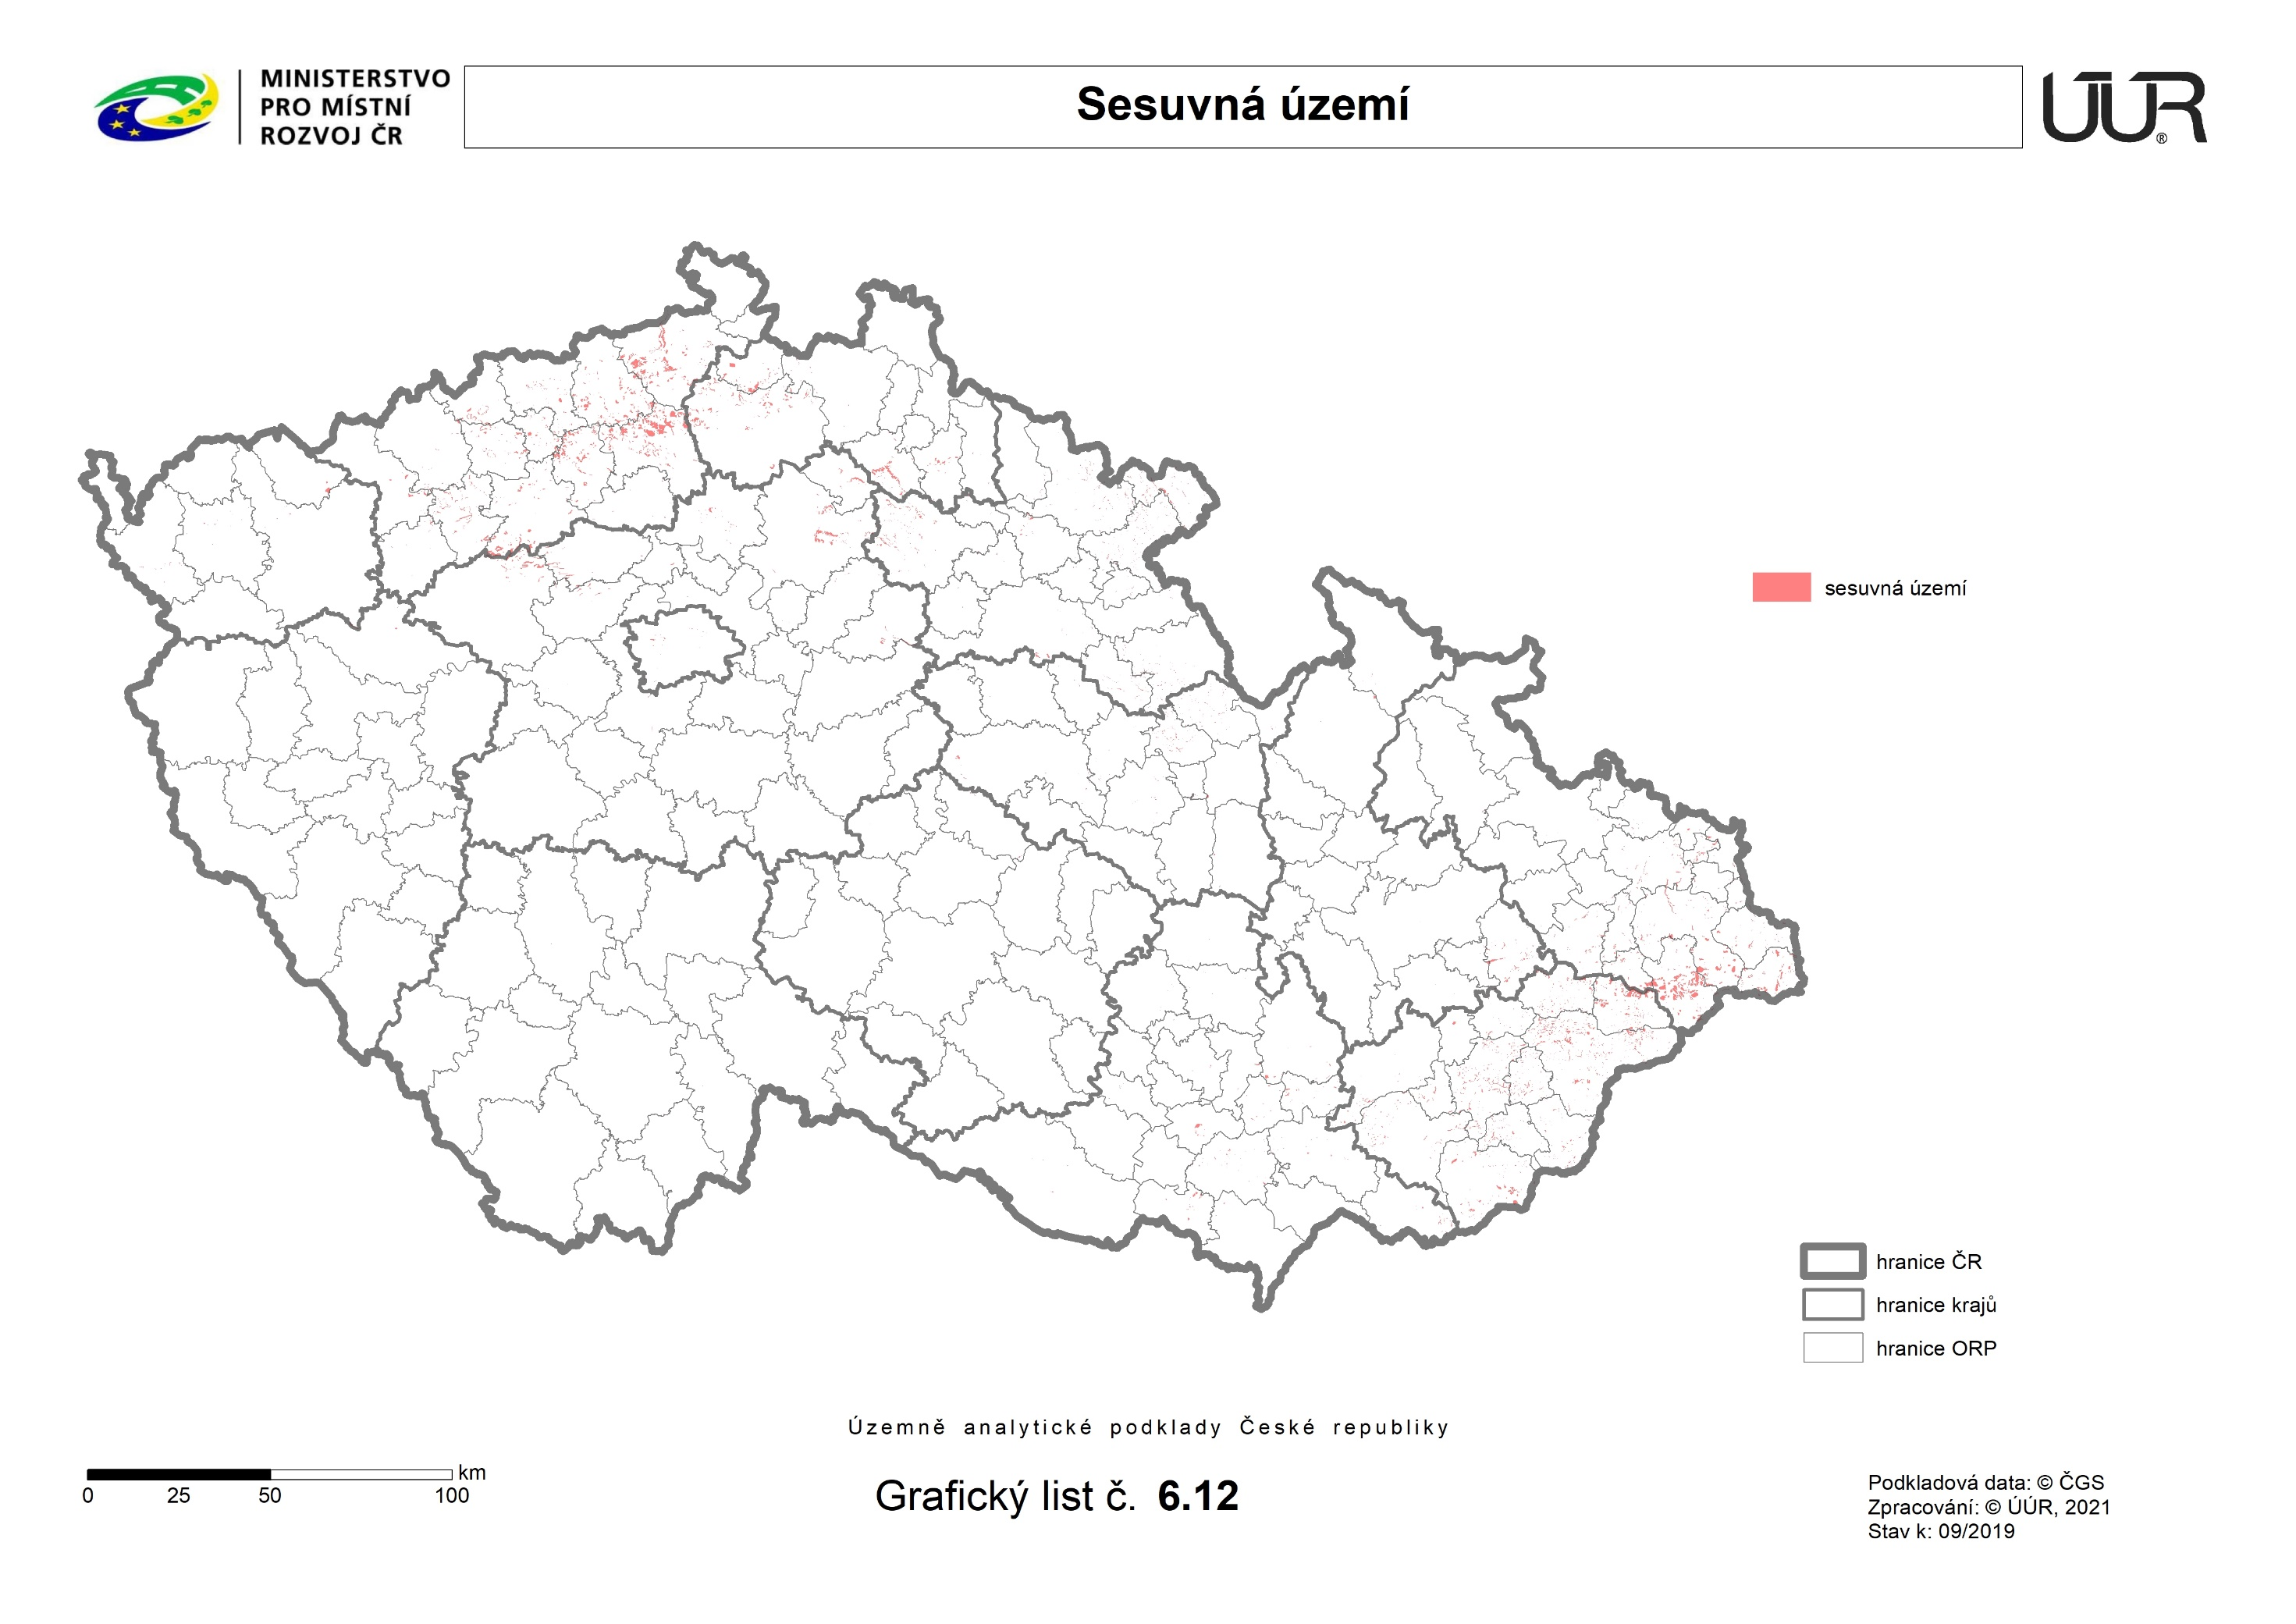 MINISTERSTVO
PRO MÍSTNÍ
ROZVOJ ČR
Sesuvná území
ÚÚR®
sesuvná území
hranice ČR
hranice krajů
hranice ORP
Územně analytické podklady České republiky
km
0 25 50 100
Grafický list č. 6.12
Podkladová data: © ČGS
Zpracování: © ÚÚR, 2021
Stav k: 09/2019